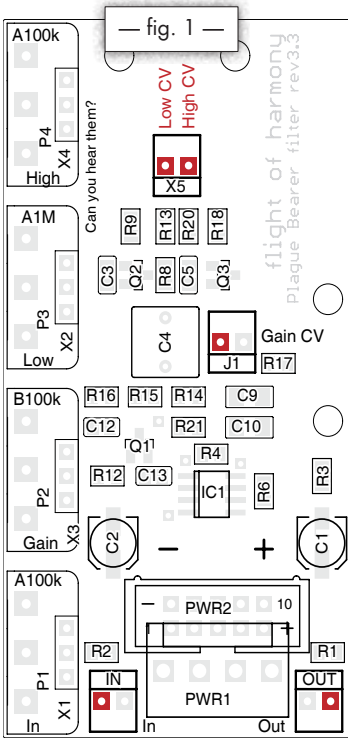 — fig. 1 —
A100k
P4
X4
High
Can you hear them?
Low CV
High CV
X5
flight of harmony
Plague Bearer filter rev3.3
R9
R13
R20
R18
C3
Q2
R8
C5
Q3
A1M
P3
X2
Low
C4
Gain CV
J1
R17
B100k
P2
X3
Gain
R16
R15
R14
C9
C12
R21
C10
Q1
R4
R12
C13
IC1
R6
R3
C2
− +
C1
A100k
P1
X1
In
− PWR2 10
− +
PWR1
R2
R1
IN
OUT
In
Out